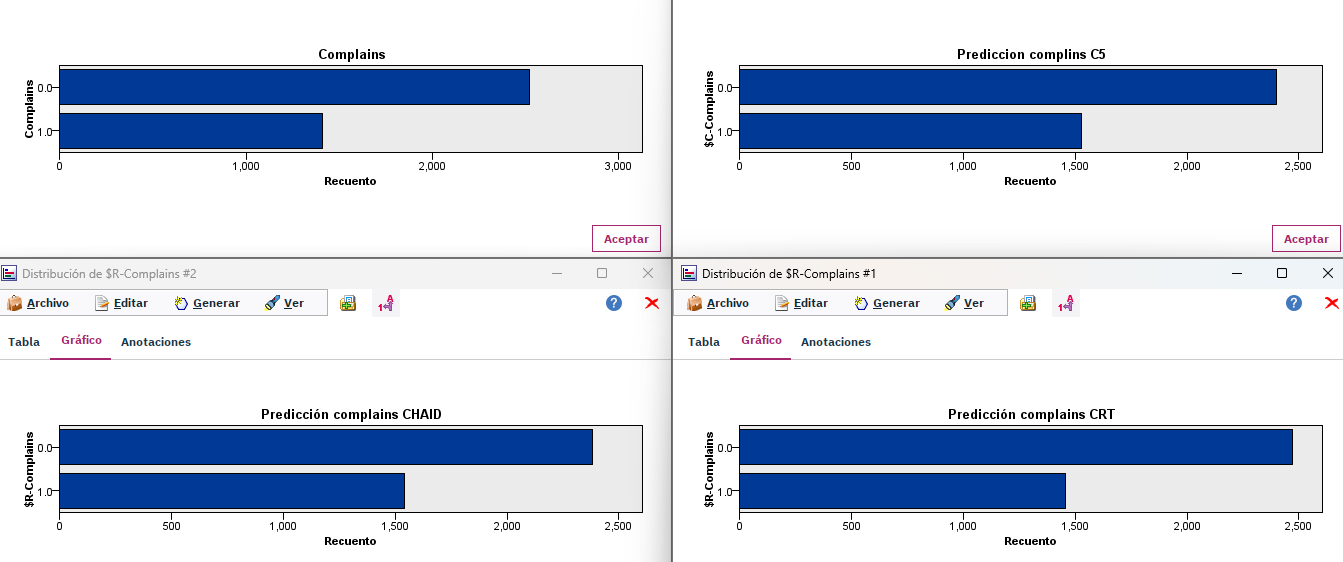 Complains
Complains
0.0
1.0
0 1,000 2,000 3,000
Recuento
Aceptar
Prediccion complins C5
$C-Complains
0.0
1.0
0 500 1,000 1,500 2,000 2,500
Recuento
Aceptar
Distribución de $R-Complains #2
Archivo Editar Generar Ver
Tabla Gráfico Anotaciones
Predicción complains CHAID
$R-Complains
0.0
1.0
0 500 1,000 1,500 2,000 2,500
Recuento
Distribución de $R-Complains #1
Archivo Editar Generar Ver
Tabla Gráfico Anotaciones
Predicción complains CRT
$R-Complains
0.0
1.0
0 500 1,000 1,500 2,000 2,500
Recuento